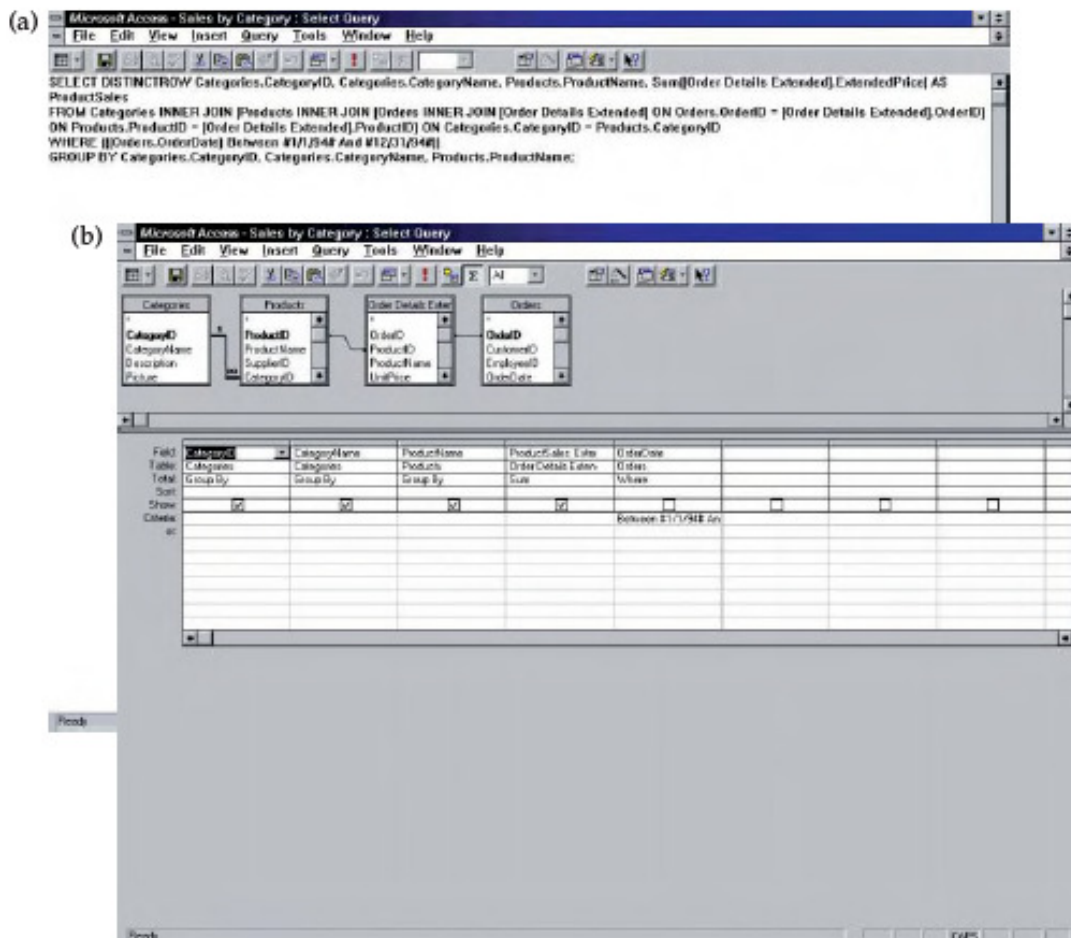 (a)
Microsoft Access - Sales by Category : Select Query
File Edit View Insert Query Tools Window Help
SELECT DISTINCTROW Categories.CategoryID, Categories.CategoryName, Products.ProductName, Sum([Order Details Extended].ExtendedPrice) AS
ProductSales
FROM Categories INNER JOIN (Products INNER JOIN (Orders INNER JOIN [Order Details Extended] ON Orders.OrderID = [Order Details Extended].OrderID)
ON Products.ProductID = [Order Details Extended].ProductID) ON Categories.CategoryID = Products.CategoryID
WHERE (((Orders.OrderDate) Between #1/1/94# And #12/31/94#))
GROUP BY Categories.CategoryID, Categories.CategoryName, Products.ProductName;
(b)
Microsoft Access - Sales by Category : Select Query
File Edit View Insert Query Tools Window Help
Σ All
Categories Products Order Details Exter Orders
* * * *
CategoryID ProductID OrderID OrderID
CategoryName ProductName ProductID CustomerID
Description SupplierID ProductName EmployeeID
Picture CategoryID UnitPrice OrderDate
1 ∞
Field: CategoryID CategoryName ProductName ProductSales: Exter OrderDate
Table: Categories Categories Products Order Details Exten Orders
Total: Group By Group By Group By Sum Where
Sort:
Show:
Criteria: Between #1/1/94# An
or:
Ready
Ready CAPS